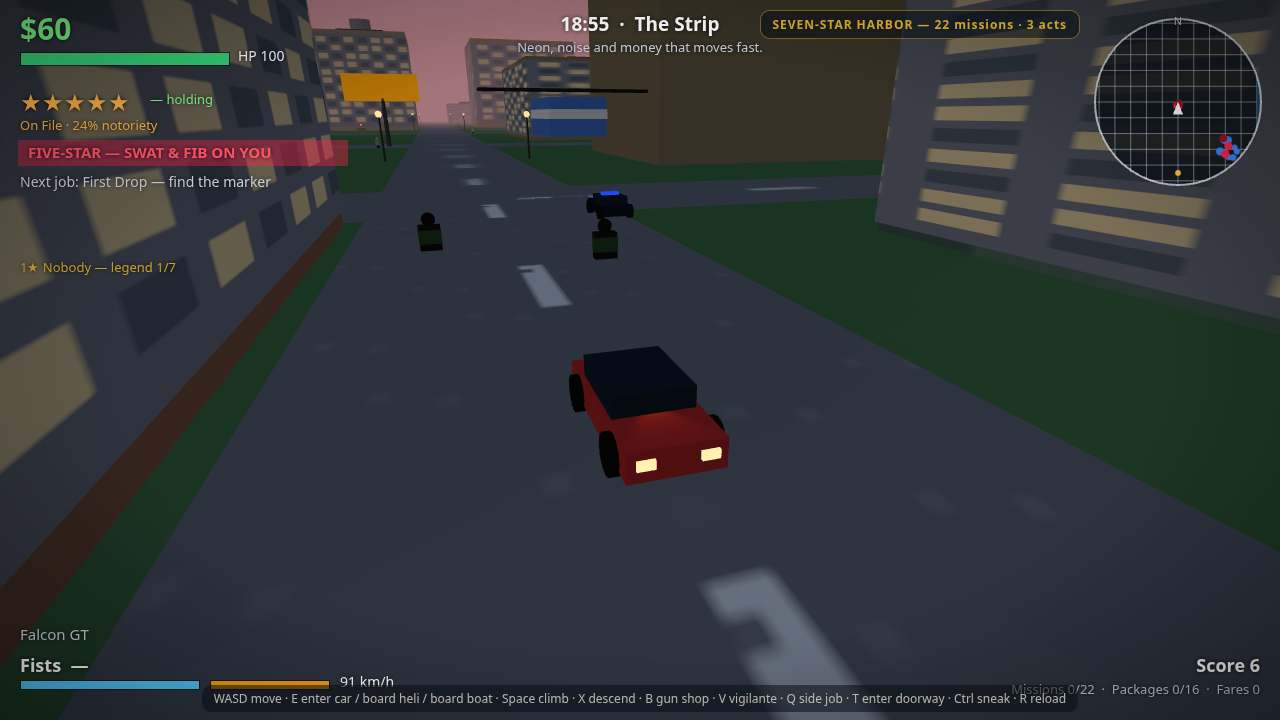 $60
HP 100
18:55 · The Strip
Neon, noise and money that moves fast.
SEVEN-STAR HARBOR — 22 missions · 3 acts
N
★★★★★ — holding
On File · 24% notoriety
FIVE-STAR — SWAT & FIB ON YOU
Next job: First Drop — find the marker
1★ Nobody — legend 1/7
Falcon GT
Fists —
91 km/h
Score 6
Missions 0/22 · Packages 0/16 · Fares 0
WASD move · E enter car / board heli / board boat · Space climb · X descend · B gun shop · V vigilante · Q side job · T enter doorway · Ctrl sneak · R reload